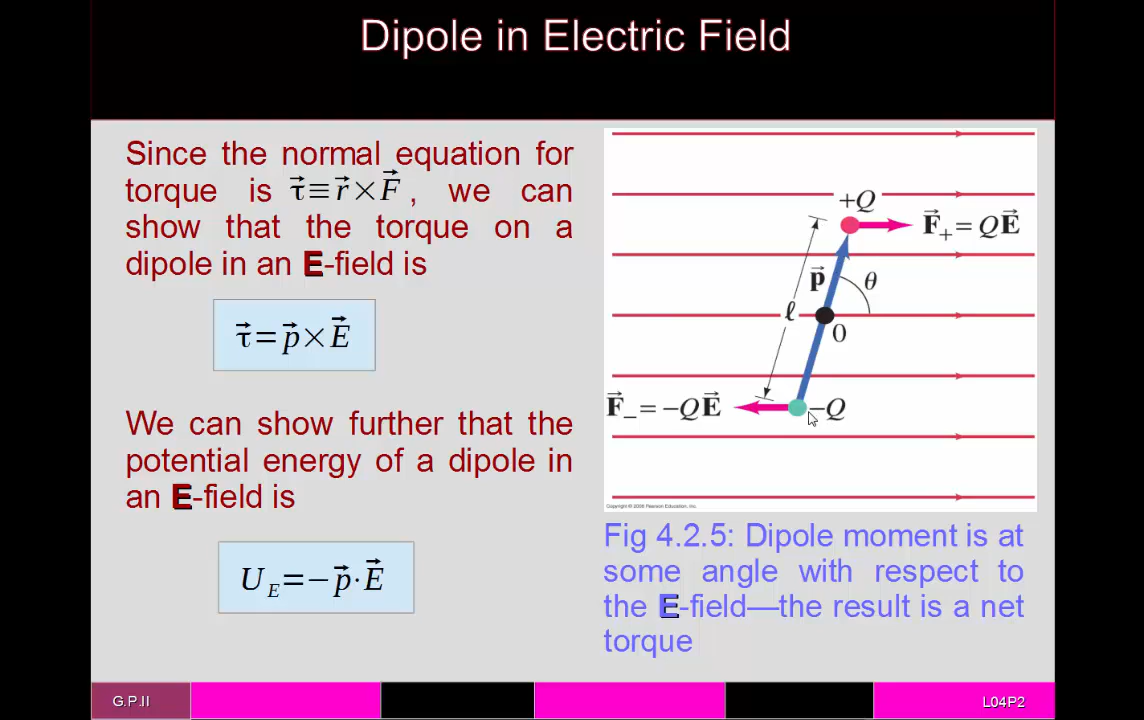 Dipole in Electric Field
Since the normal equation for
torque is τ⃗≡r⃗×F⃗ , we can
show that the torque on a
dipole in an E-field is
τ⃗=p⃗×E⃗
We can show further that the
potential energy of a dipole in
an E-field is
U_E=−p⃗·E⃗
+Q
F⃗₊= QE⃗
p⃗
θ
ℓ
0
F⃗₋= −QE⃗
−Q
Copyright © 2008 Pearson Education, Inc.
Fig 4.2.5: Dipole moment is at
some angle with respect to
the E-field—the result is a net
torque
G.P.II
L04P2